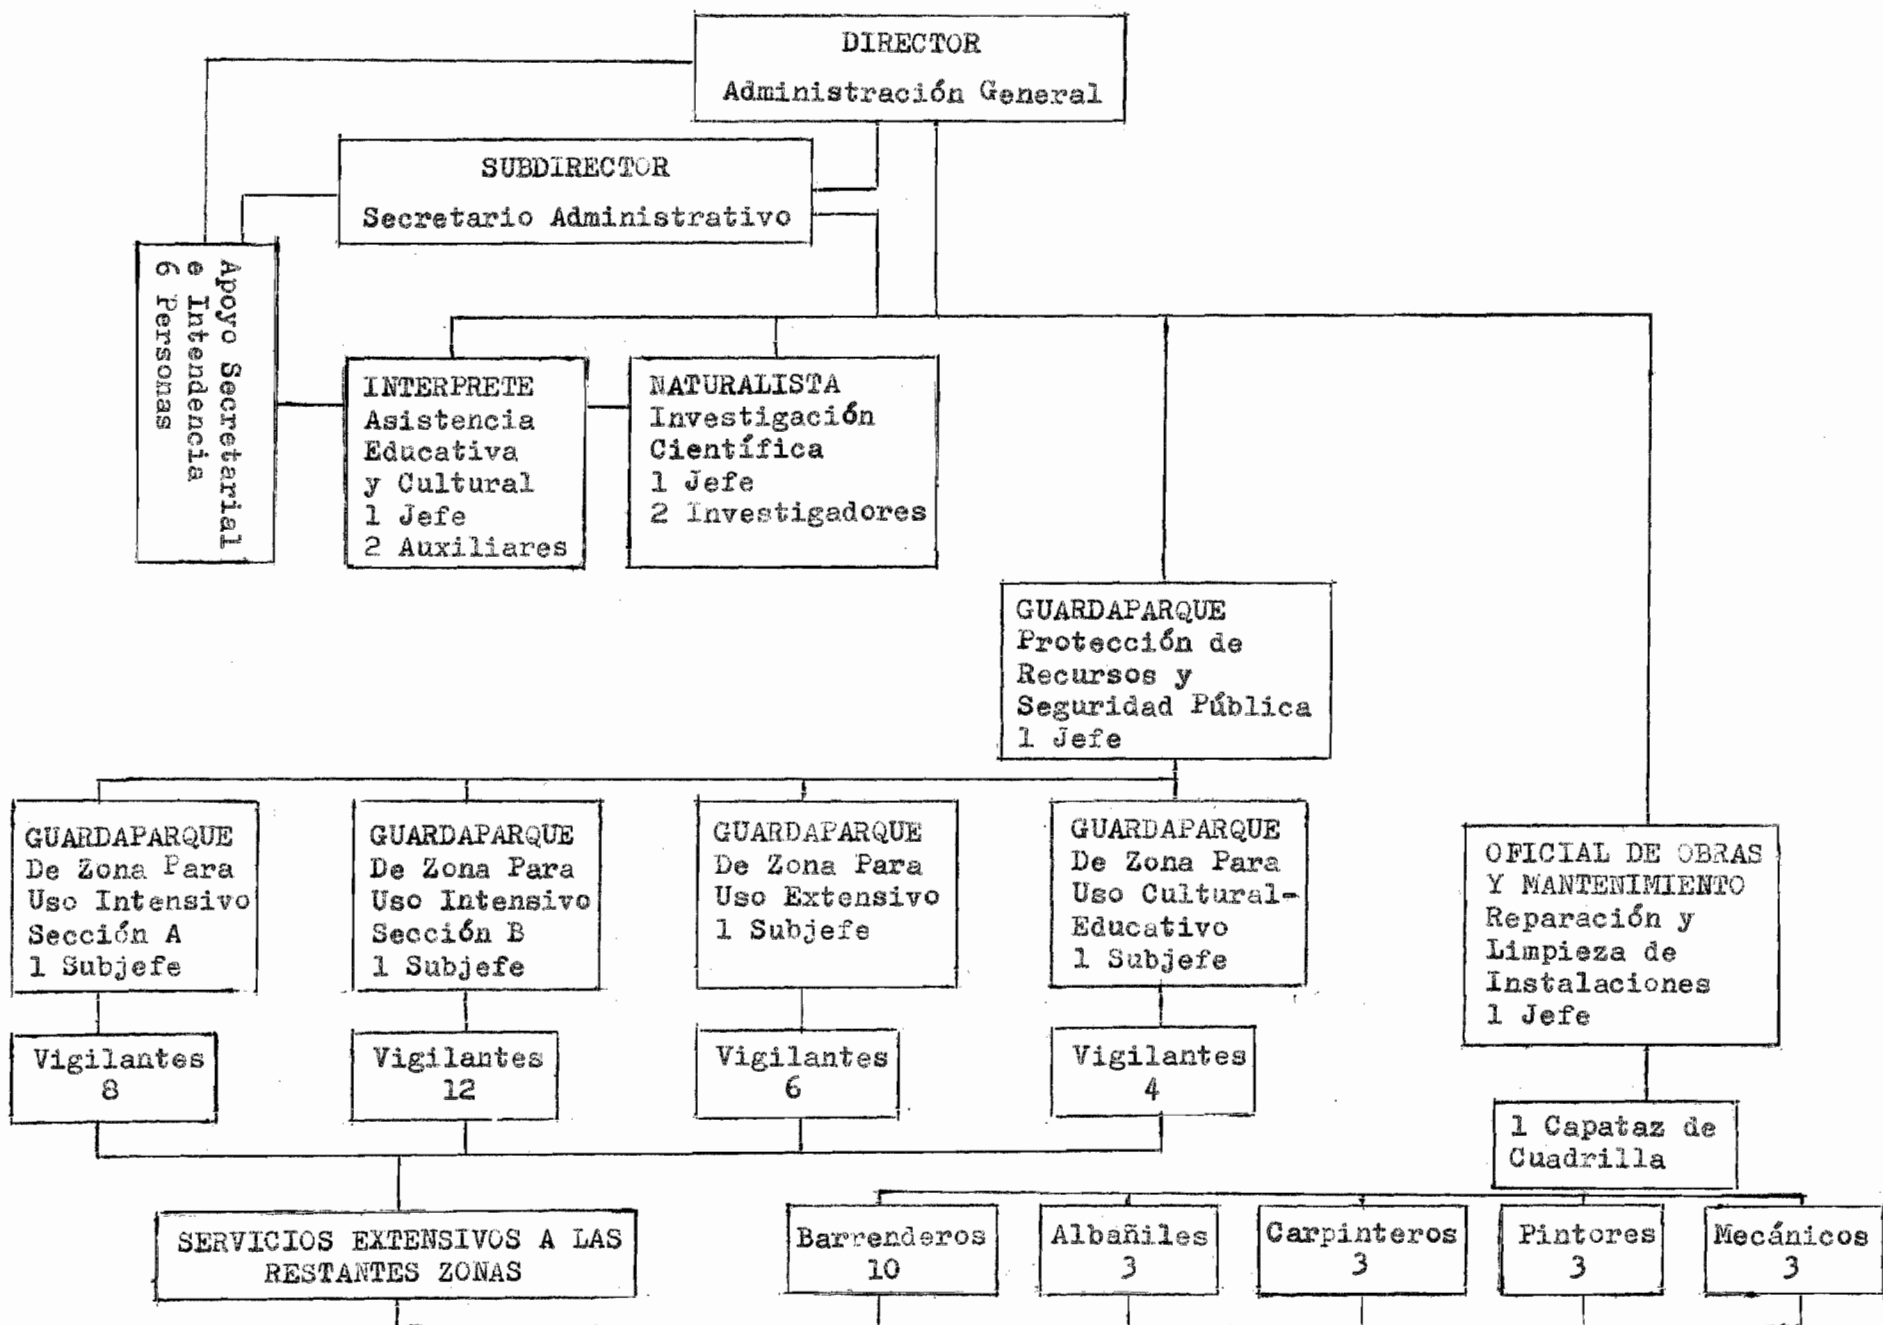 DIRECTOR
Administración General
SUBDIRECTOR
Secretario Administrativo
Apoyo Secretarial
e Intendencia
6 Personas
INTERPRETE
Asistencia
Educativa
y Cultural
1 Jefe
2 Auxiliares
NATURALISTA
Investigación
Científica
1 Jefe
2 Investigadores
GUARDAPARQUE
Protección de
Recursos y
Seguridad Pública
1 Jefe
GUARDAPARQUE
De Zona Para
Uso Intensivo
Sección A
1 Subjefe
GUARDAPARQUE
De Zona Para
Uso Intensivo
Sección B
1 Subjefe
GUARDAPARQUE
De Zona Para
Uso Extensivo
1 Subjefe
GUARDAPARQUE
De Zona Para
Uso Cultural-
Educativo
1 Subjefe
OFICIAL DE OBRAS
Y MANTENIMIENTO
Reparación y
Limpieza de
Instalaciones
1 Jefe
Vigilantes
8
Vigilantes
12
Vigilantes
6
Vigilantes
4
1 Capataz de
Cuadrilla
SERVICIOS EXTENSIVOS A LAS
RESTANTES ZONAS
Barrenderos
10
Albañiles
3
Carpinteros
3
Pintores
3
Mecánicos
3